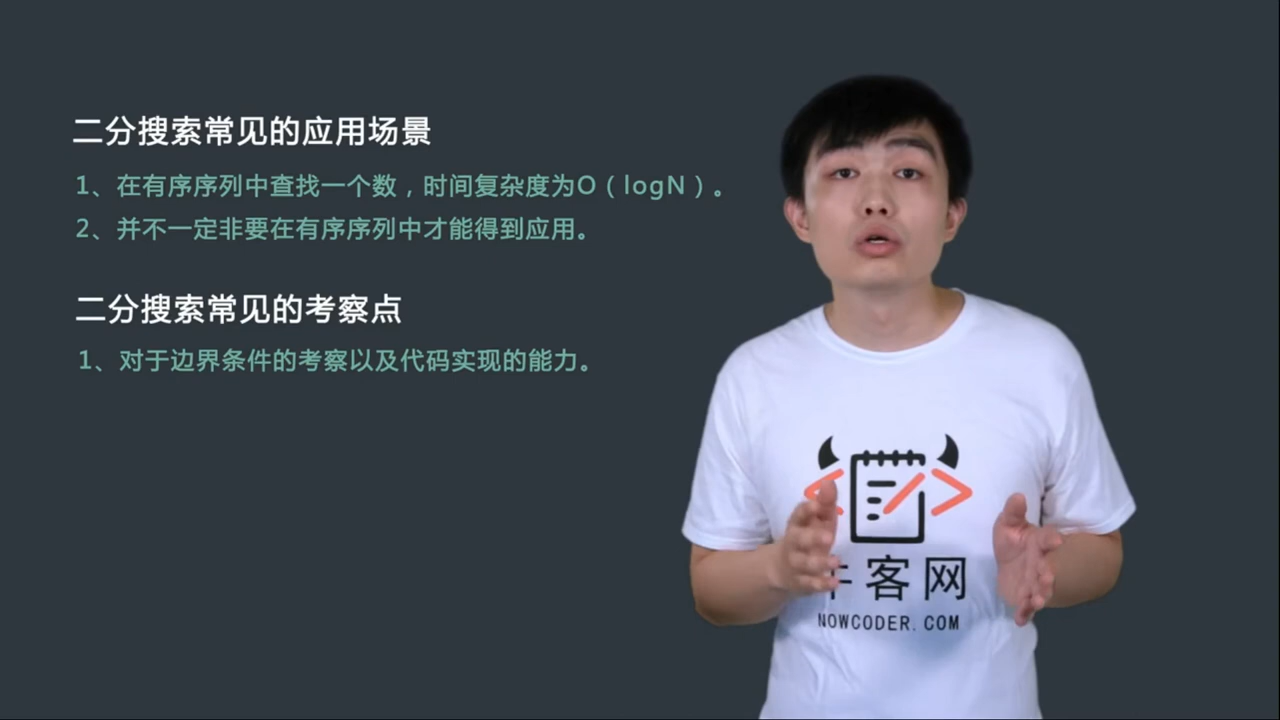 二分搜索常见的应用场景
1、在有序序列中查找一个数，时间复杂度为O（logN）。
2、并不一定非要在有序序列中才能得到应用。
二分搜索常见的考察点
1、对于边界条件的考察以及代码实现的能力。
牛客网
NOWCODER.COM